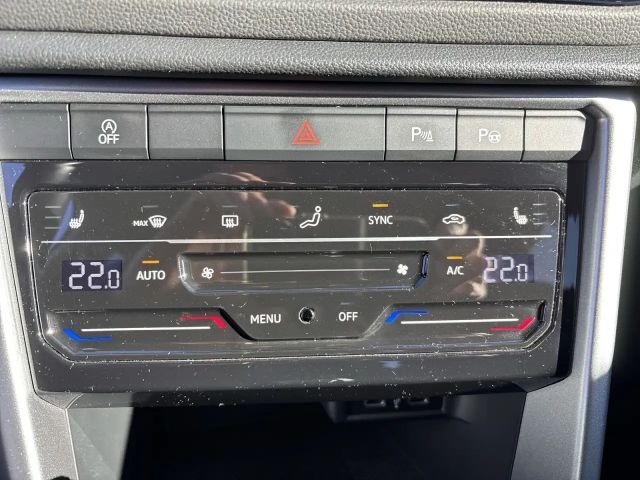 A OFF P P
MAX SYNC
22.0 AUTO A/C 22.0
MENU OFF